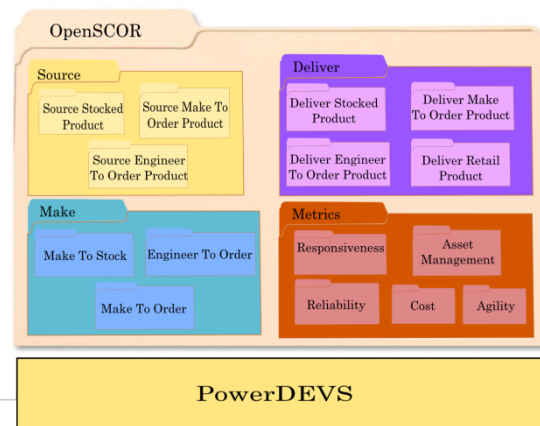 OpenSCOR
Source
Source Stocked
Product
Source Make To
Order Product
Source Engineer
To Order Product
Deliver
Deliver Stocked
Product
Deliver Make
To Order Product
Deliver Engineer
To Order Product
Deliver Retail
Product
Make
Make To Stock
Engineer To Order
Make To Order
Metrics
Responsiveness
Asset
Management
Reliability
Cost
Agility
PowerDEVS